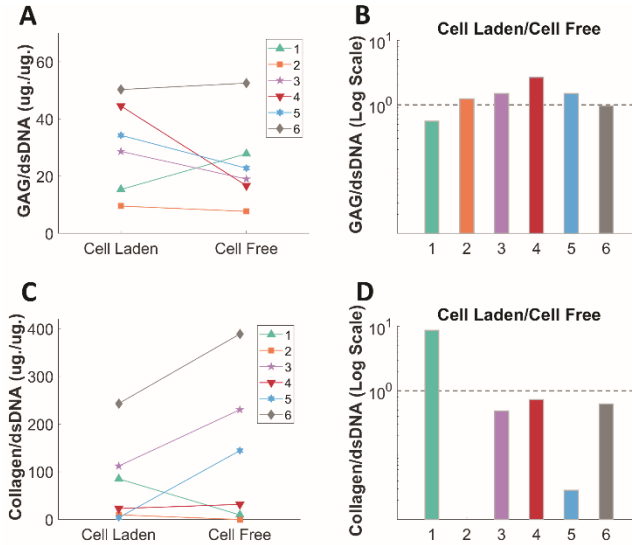 A
GAG/dsDNA (ug./ug.)
60
40
20
0
Cell Laden
Cell Free
1
2
3
4
5
6
B
Cell Laden/Cell Free
GAG/dsDNA (Log Scale)
10^1
10^0
1 2 3 4 5 6
C
Collagen/dsDNA (ug./ug.)
400
300
200
100
0
Cell Laden
Cell Free
1
2
3
4
5
6
D
Cell Laden/Cell Free
Collagen/dsDNA (Log Scale)
10^1
10^0
1 2 3 4 5 6